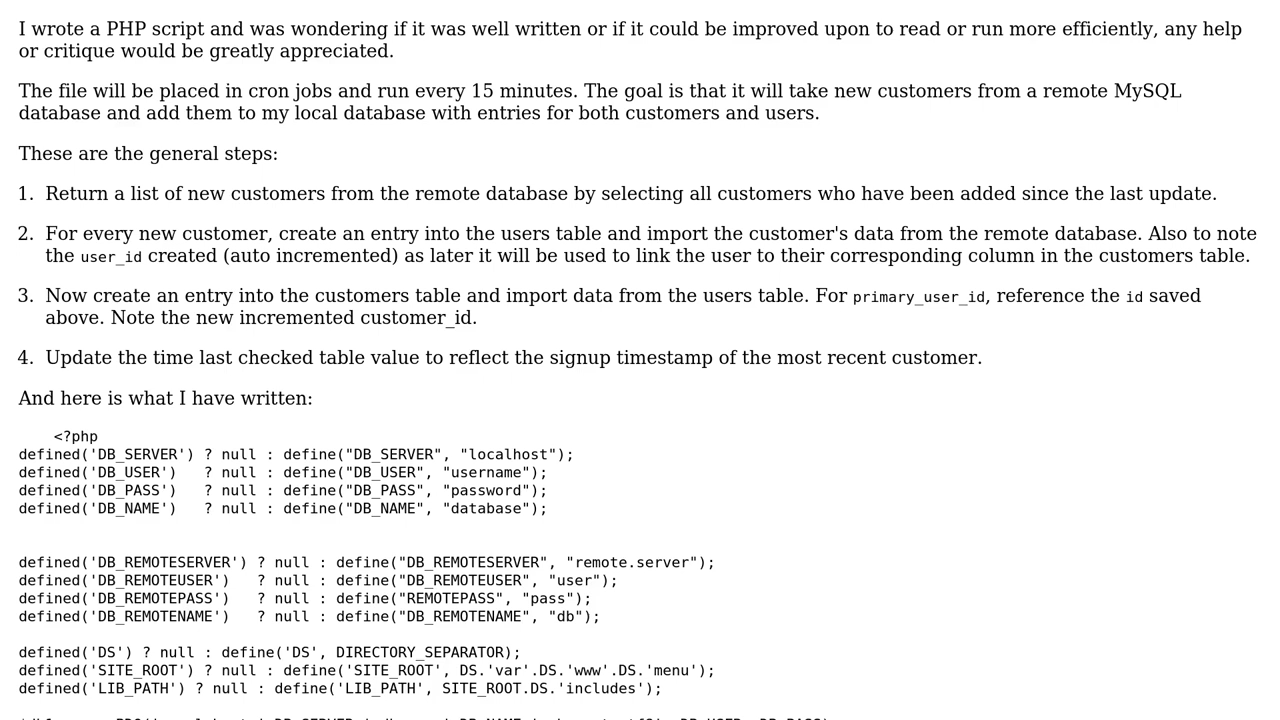 I wrote a PHP script and was wondering if it was well written or if it could be improved upon to read or run more efficiently, any help
or critique would be greatly appreciated.
The file will be placed in cron jobs and run every 15 minutes. The goal is that it will take new customers from a remote MySQL
database and add them to my local database with entries for both customers and users.
These are the general steps:
1. Return a list of new customers from the remote database by selecting all customers who have been added since the last update.
2. For every new customer, create an entry into the users table and import the customer's data from the remote database. Also to note
the user_id created (auto incremented) as later it will be used to link the user to their corresponding column in the customers table.
3. Now create an entry into the customers table and import data from the users table. For primary_user_id, reference the id saved
above. Note the new incremented customer_id.
4. Update the time last checked table value to reflect the signup timestamp of the most recent customer.
And here is what I have written:
<?php
defined('DB_SERVER') ? null : define("DB_SERVER", "localhost");
defined('DB_USER')   ? null : define("DB_USER", "username");
defined('DB_PASS')   ? null : define("DB_PASS", "password");
defined('DB_NAME')   ? null : define("DB_NAME", "database");
defined('DB_REMOTESERVER') ? null : define("DB_REMOTESERVER", "remote.server");
defined('DB_REMOTEUSER')   ? null : define("DB_REMOTEUSER", "user");
defined('DB_REMOTEPASS')   ? null : define("REMOTEPASS", "pass");
defined('DB_REMOTENAME')   ? null : define("DB_REMOTENAME", "db");
defined('DS') ? null : define('DS', DIRECTORY_SEPARATOR);
defined('SITE_ROOT') ? null : define('SITE_ROOT', DS.'var'.DS.'www'.DS.'menu');
defined('LIB_PATH') ? null : define('LIB_PATH', SITE_ROOT.DS.'includes');